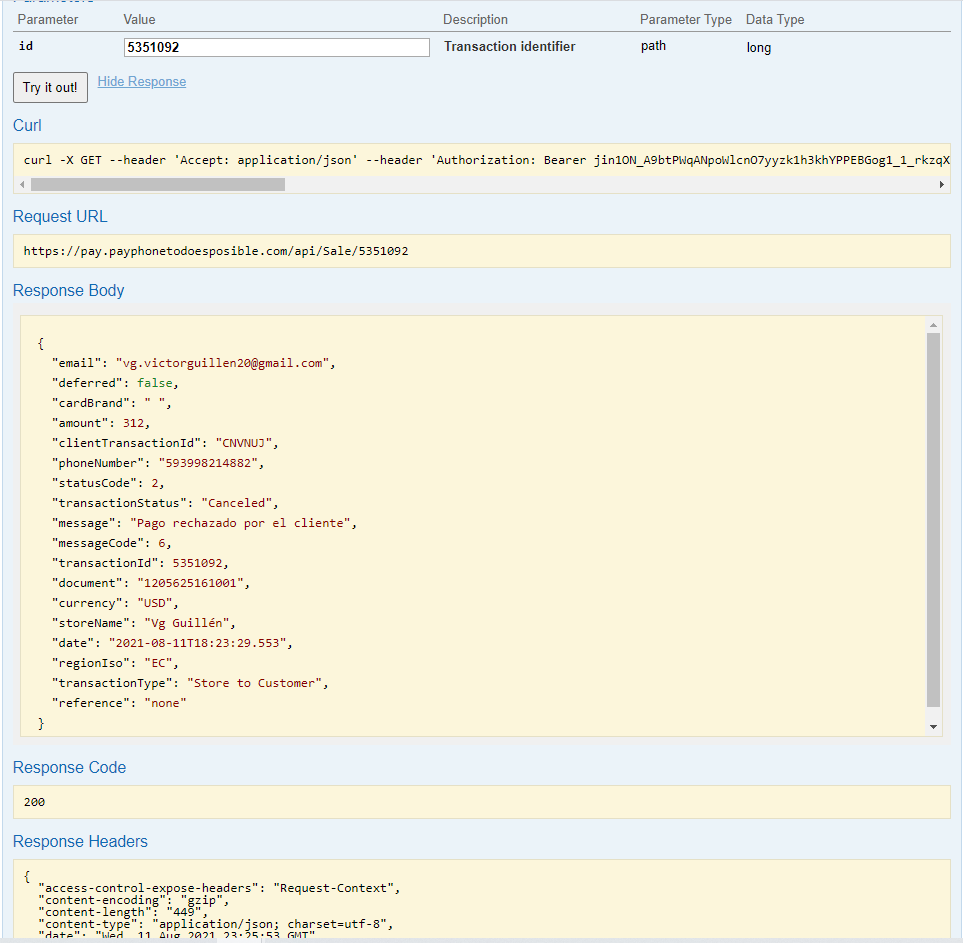 Parameters
Parameter Value Description Parameter Type Data Type
id 5351092 Transaction identifier path long
Try it out! Hide Response
Curl
curl -X GET --header 'Accept: application/json' --header 'Authorization: Bearer jin1ON_A9btPWqANpoWlcnO7yyzk1h3khYPPEBGog1_1_rkzqX
Request URL
https://pay.payphonetodoesposible.com/api/Sale/5351092
Response Body
{
"email": "vg.victorguillen20@gmail.com",
"deferred": false,
"cardBrand": " ",
"amount": 312,
"clientTransactionId": "CNVNUJ",
"phoneNumber": "593998214882",
"statusCode": 2,
"transactionStatus": "Canceled",
"message": "Pago rechazado por el cliente",
"messageCode": 6,
"transactionId": 5351092,
"document": "1205625161001",
"currency": "USD",
"storeName": "Vg Guillén",
"date": "2021-08-11T18:23:29.553",
"regionIso": "EC",
"transactionType": "Store to Customer",
"reference": "none"
}
Response Code
200
Response Headers
{
"access-control-expose-headers": "Request-Context",
"content-encoding": "gzip",
"content-length": "449",
"content-type": "application/json; charset=utf-8",
"date": "Wed, 11 Aug 2021 23:25:53 GMT"